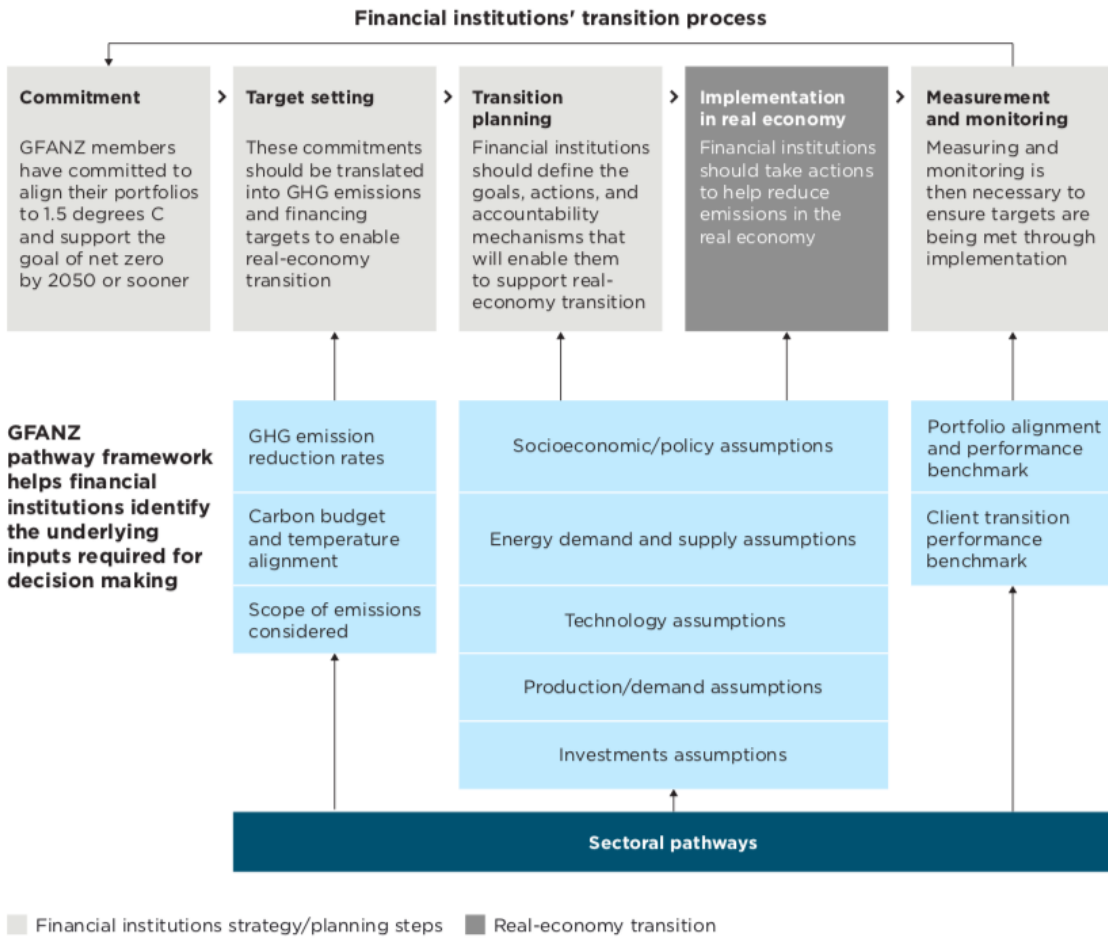 Financial institutions' transition process
Commitment
GFANZ members
have committed to
align their portfolios
to 1.5 degrees C
and support the
goal of net zero
by 2050 or sooner
>
Target setting
These commitments
should be translated
into GHG emissions
and financing
targets to enable
real-economy
transition
>
Transition
planning
Financial institutions
should define the
goals, actions, and
accountability
mechanisms that
will enable them
to support real-
economy transition
>
Implementation
in real economy
Financial institutions
should take actions
to help reduce
emissions in the
real economy
>
Measurement
and monitoring
Measuring and
monitoring is
then necessary to
ensure targets are
being met through
implementation
GFANZ
pathway framework
helps financial
institutions identify
the underlying
inputs required for
decision making
GHG emission
reduction rates
Carbon budget
and temperature
alignment
Scope of emissions
considered
Socioeconomic/policy assumptions
Energy demand and supply assumptions
Technology assumptions
Production/demand assumptions
Investments assumptions
Portfolio alignment
and performance
benchmark
Client transition
performance
benchmark
Sectoral pathways
Financial institutions strategy/planning steps
Real-economy transition